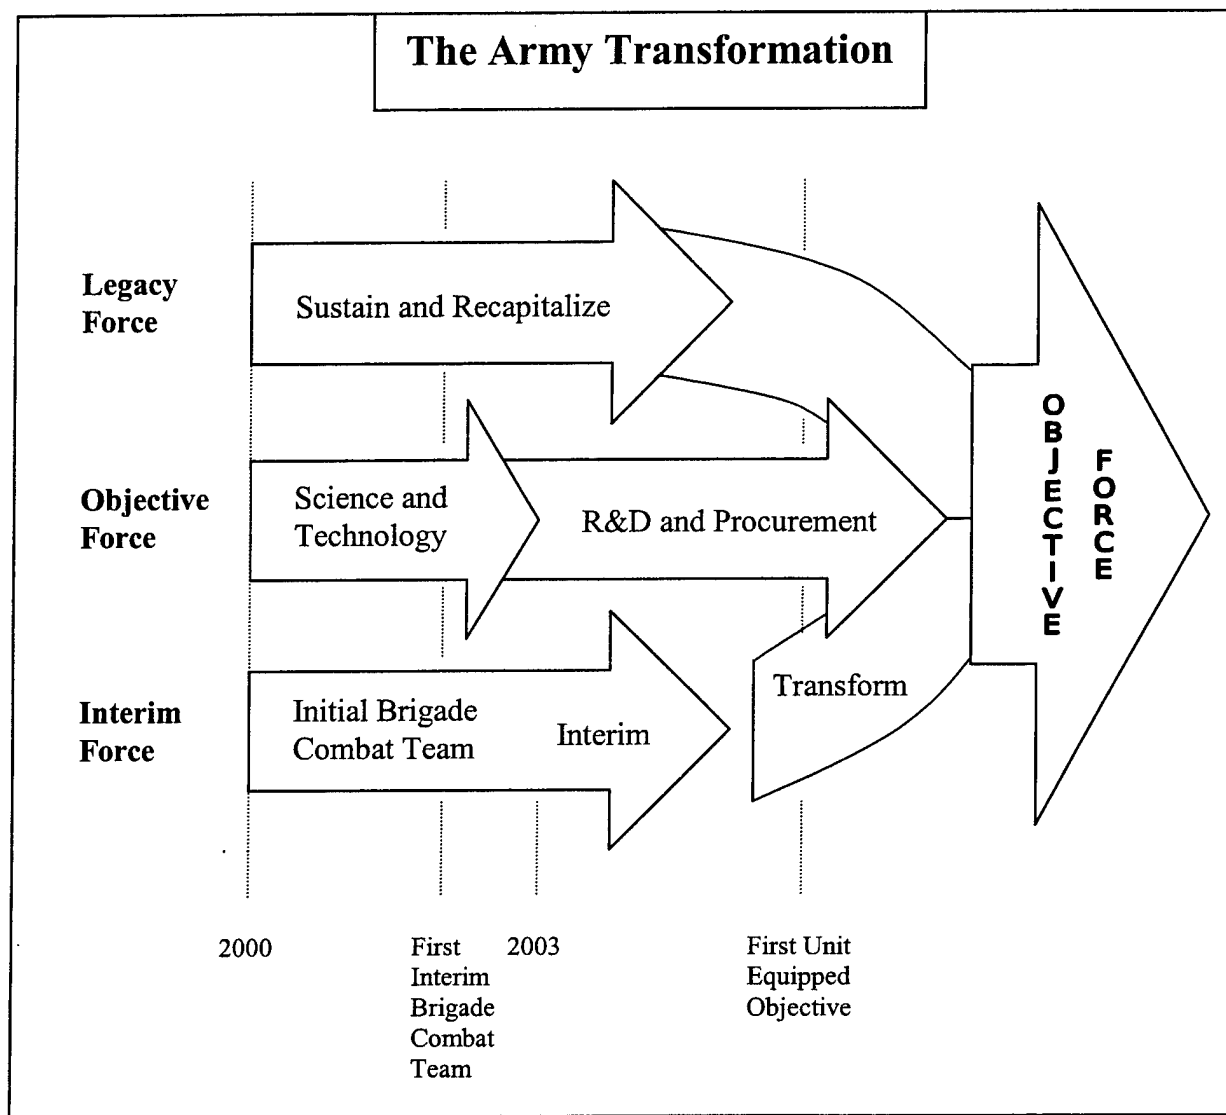 The Army Transformation
Legacy
Force
Sustain and Recapitalize
Objective
Force
Science and
Technology
R&D and Procurement
Interim
Force
Initial Brigade
Combat Team
Interim
Transform
OBJECTIVE
FORCE
2000
First
Interim
Brigade
Combat
Team
2003
First Unit
Equipped
Objective